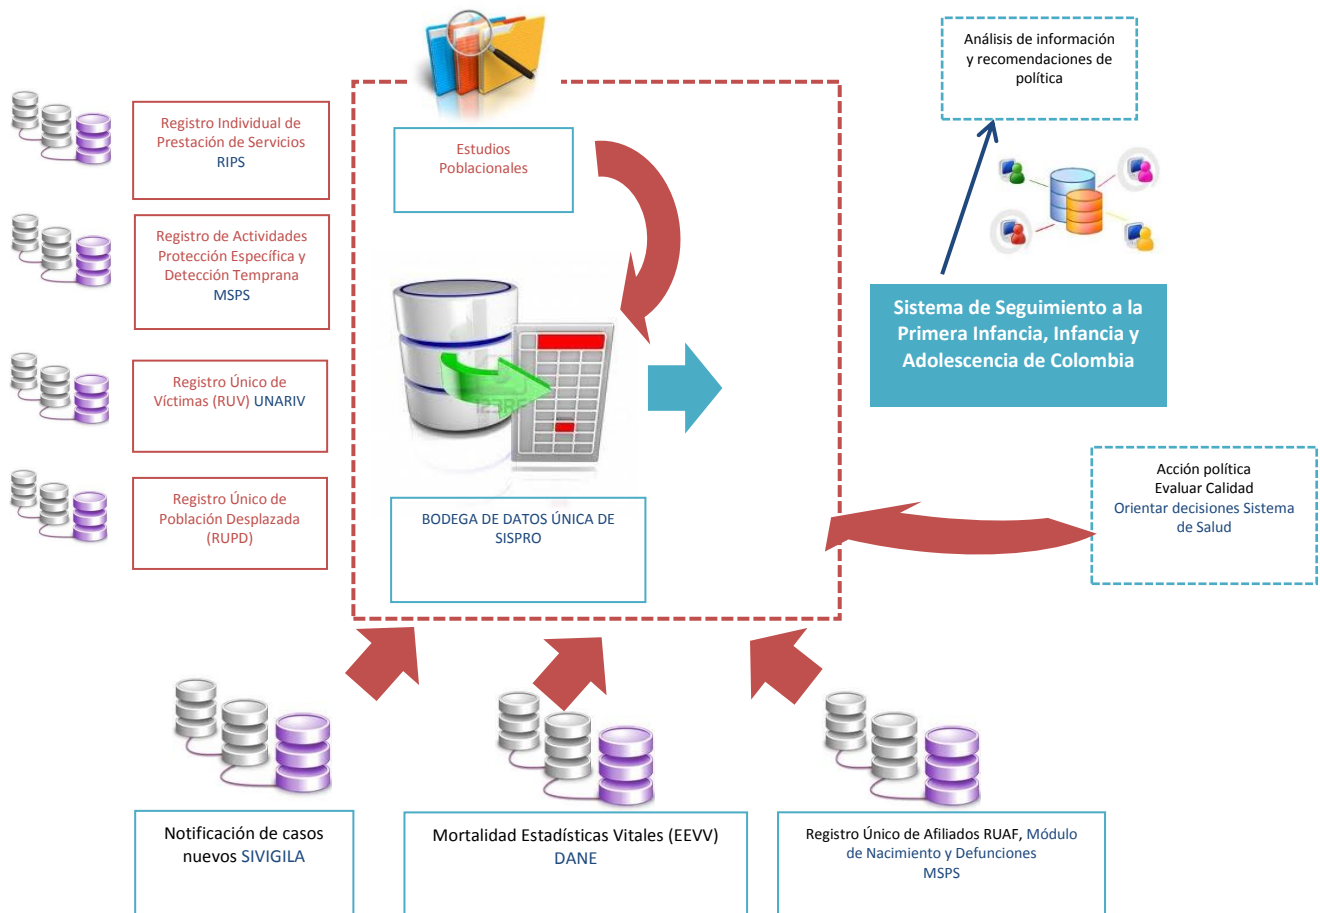 Análisis de información
y recomendaciones de
política
Registro Individual de
Prestación de Servicios
RIPS
Estudios
Poblacionales
Registro de Actividades
Protección Específica y
Detección Temprana
MSPS
Sistema de Seguimiento a la
Primera Infancia, Infancia y
Adolescencia de Colombia
Registro Único de
Víctimas (RUV) UNARIV
123RF
Registro Único de
Población Desplazada
(RUPD)
BODEGA DE DATOS ÚNICA DE
SISPRO
Acción política
Evaluar Calidad
Orientar decisiones Sistema
de Salud
Notificación de casos
nuevos SIVIGILA
Mortalidad Estadísticas Vitales (EEVV)
DANE
Registro Único de Afiliados RUAF, Módulo
de Nacimiento y Defunciones
MSPS